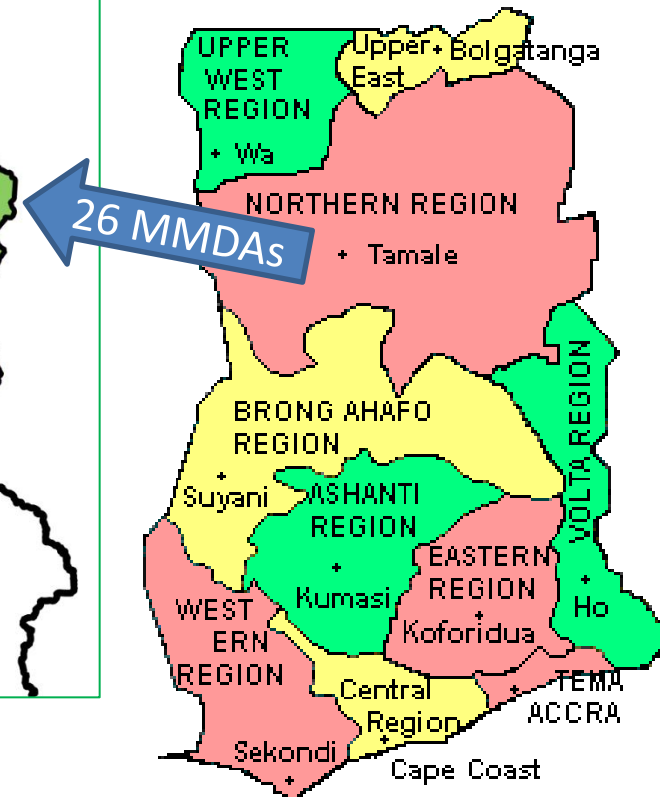 UPPER
WEST
REGION
Wa
Upper
East
Bolgatanga
26 MMDAs
NORTHERN REGION
Tamale
BRONG AHAFO
REGION
Suyani
ASHANTI
REGION
Kumasi
VOLTA REGION
Ho
EASTERN
REGION
Koforidua
WEST
ERN
REGION
Sekondi
Central
Region
Cape Coast
TEMA
ACCRA